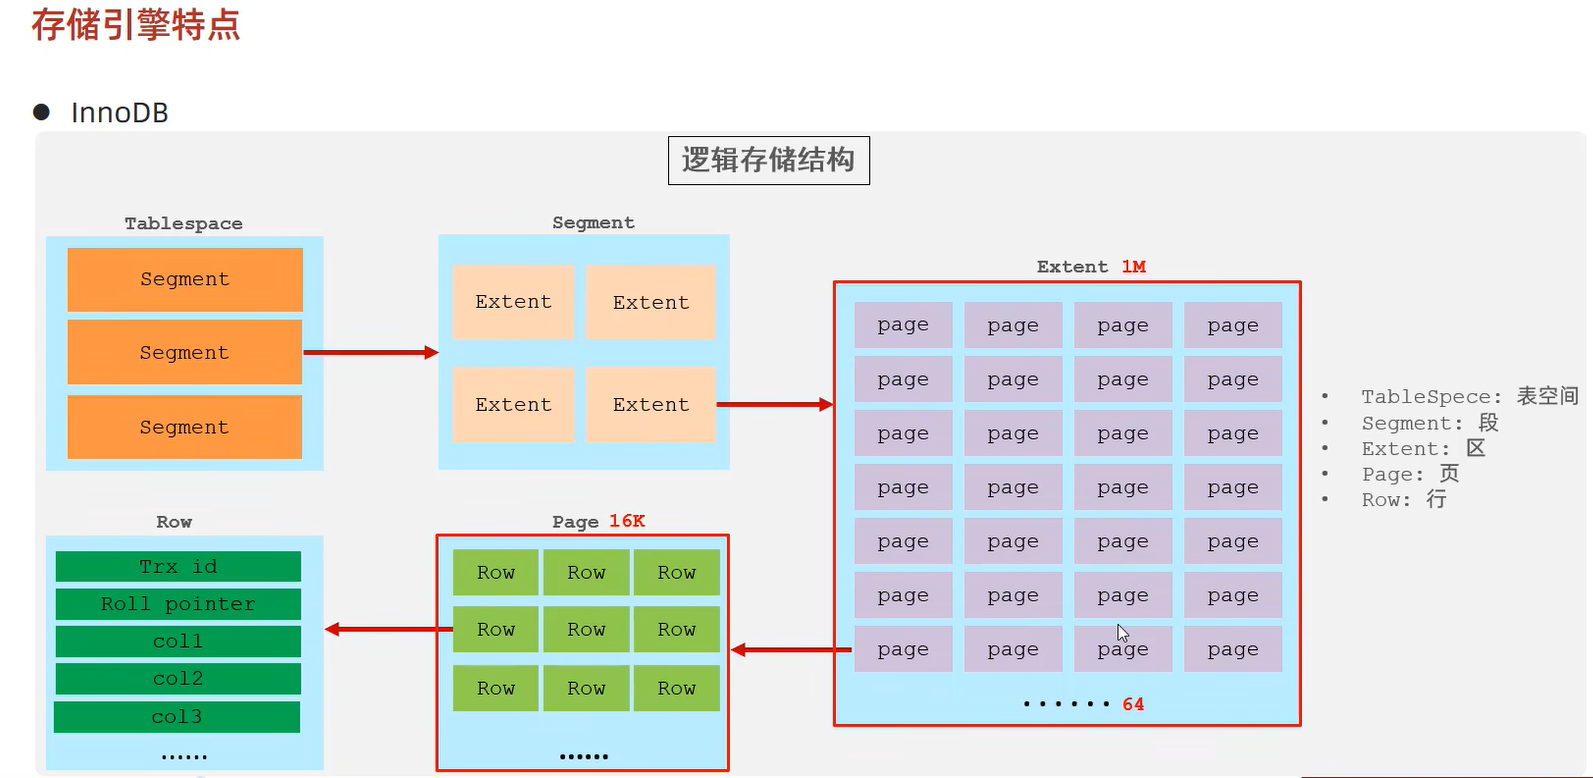 存储引擎特点
● InnoDB
逻辑存储结构
Tablespace
Segment
Segment
Segment
Segment
Extent Extent
Extent Extent
Extent 1M
page page page page
page page page page
page page page page
page page page page
page page page page
page page page page
page page page page
······ 64
• TableSpece: 表空间
• Segment: 段
• Extent: 区
• Page: 页
• Row: 行
Row
Trx id
Roll pointer
col1
col2
col3
······
Page 16K
Row Row Row
Row Row Row
Row Row Row
······